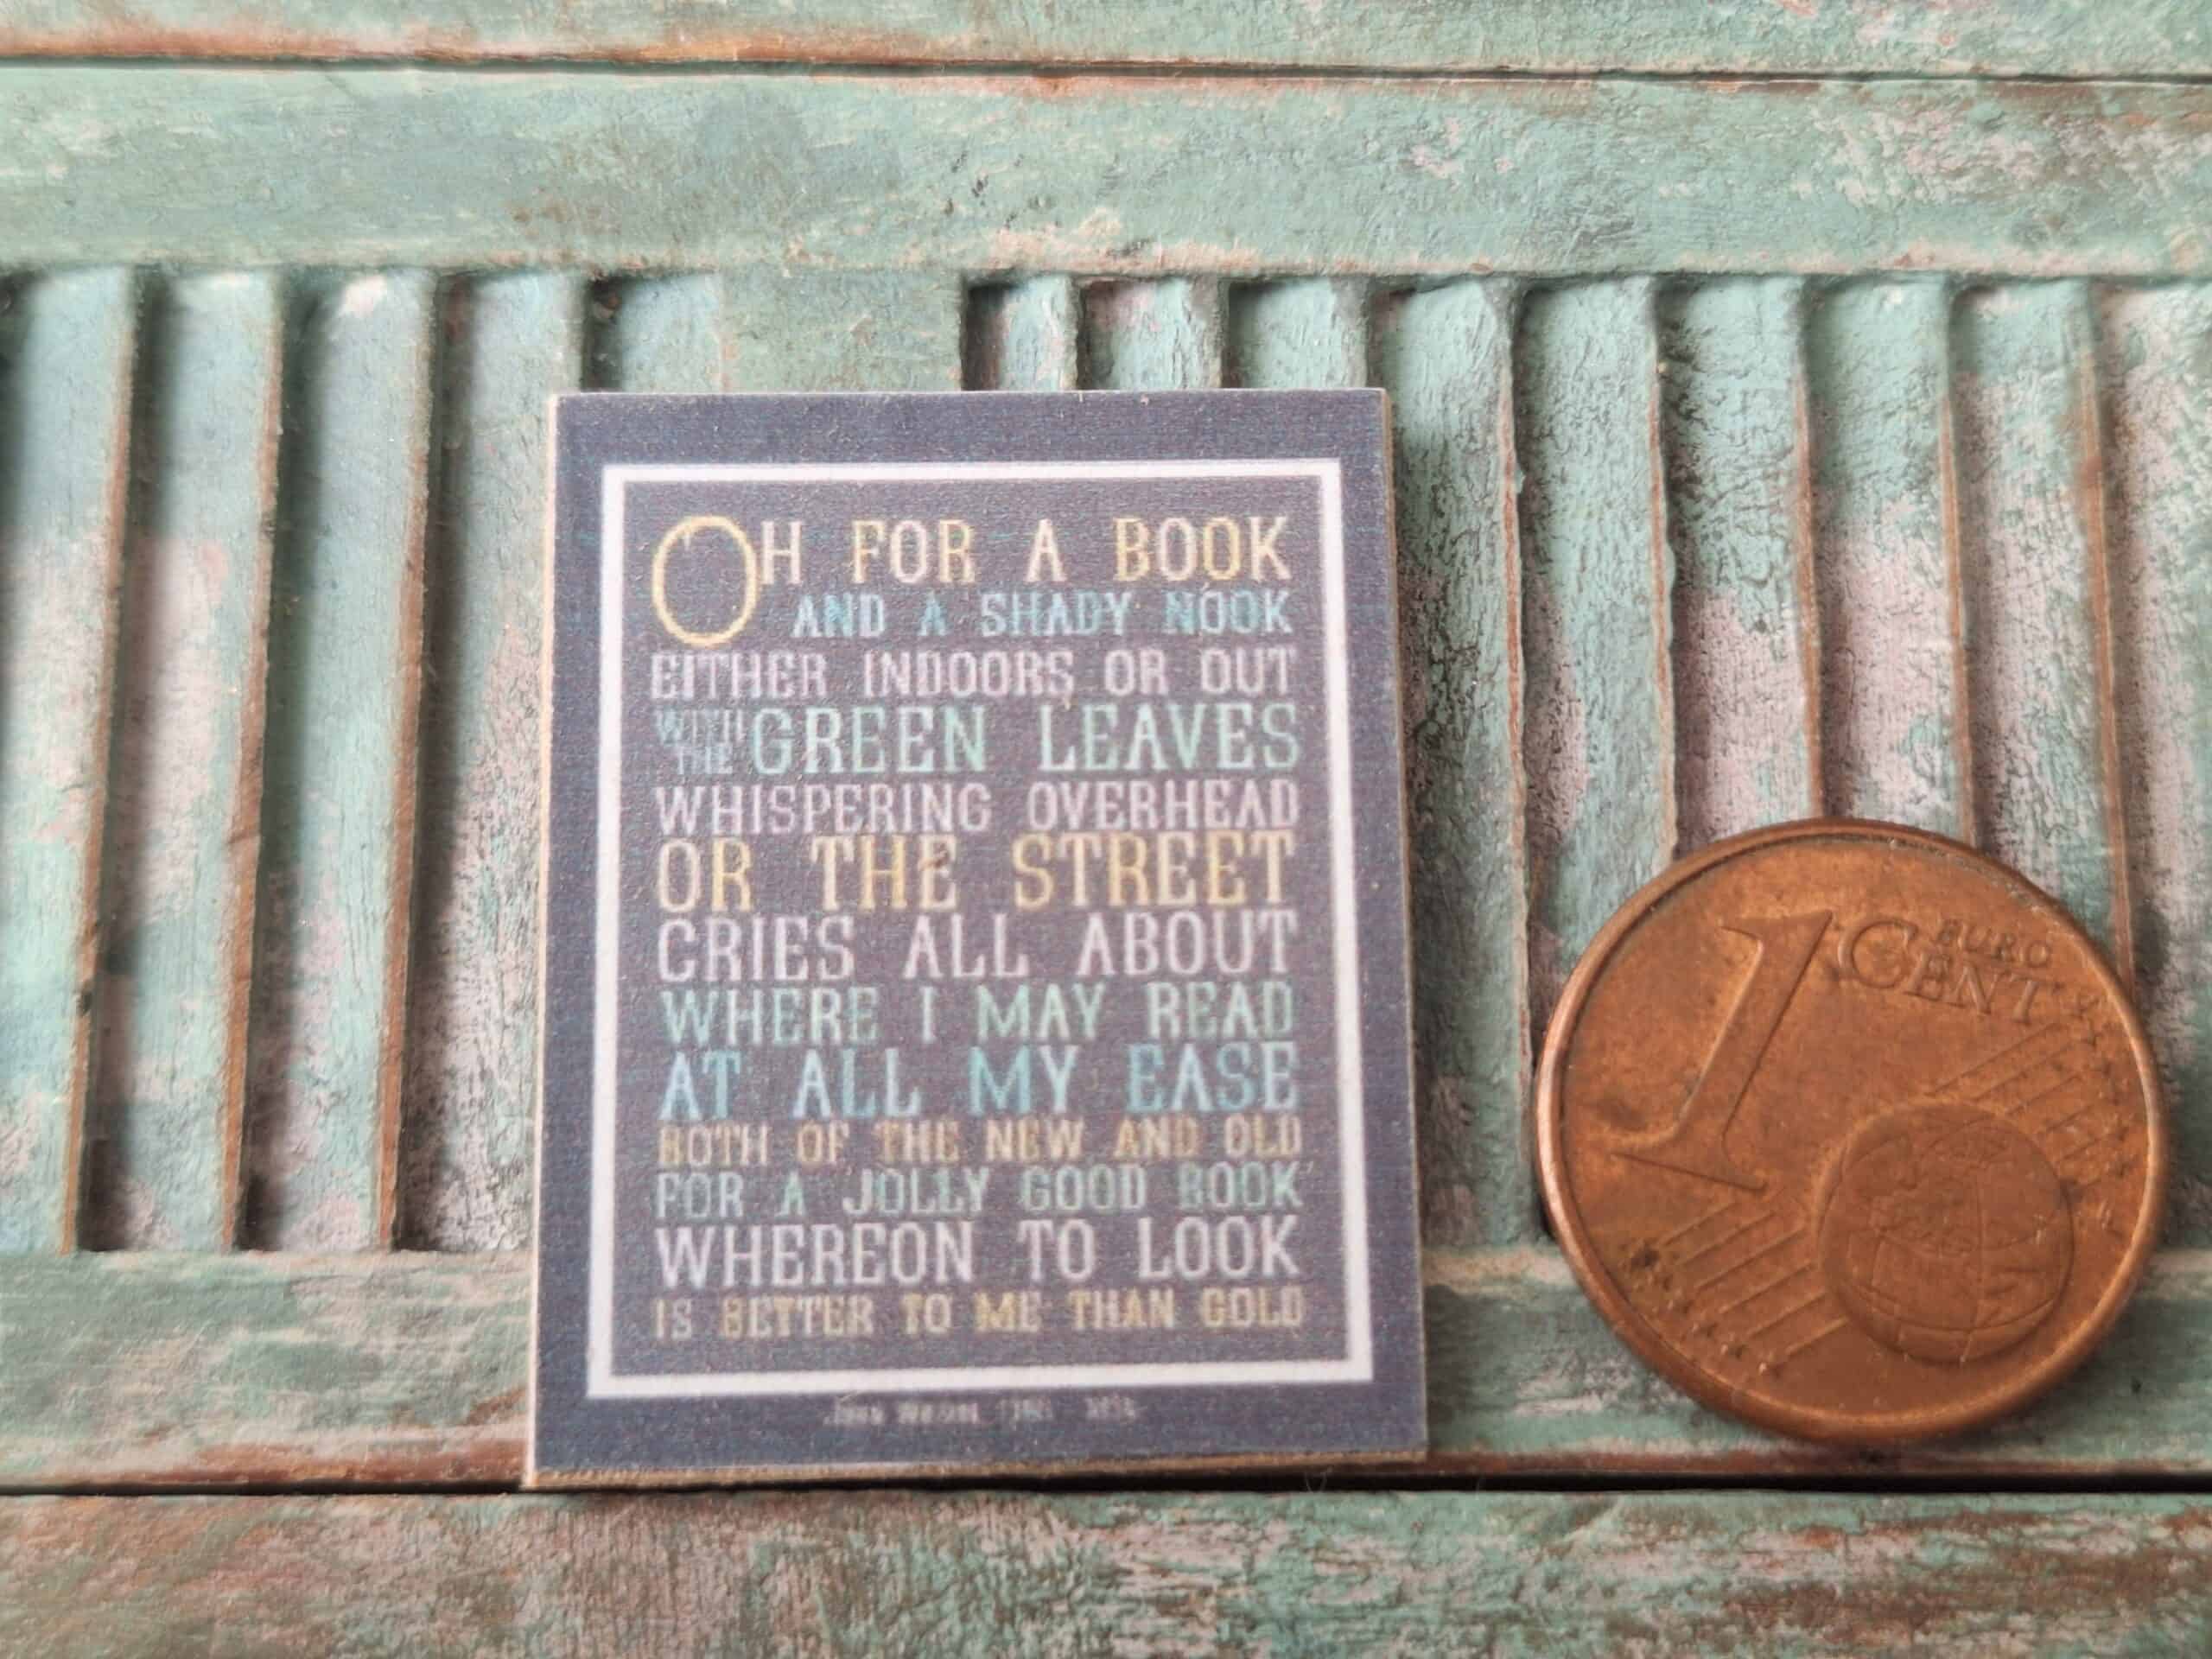 OH FOR A BOOK
AND A SHADY NOOK
EITHER INDOORS OR OUT
WITH THE GREEN LEAVES
WHISPERING OVERHEAD
OR THE STREET
CRIES ALL ABOUT
WHERE I MAY READ
AT ALL MY EASE
BOTH OF THE NEW AND OLD
FOR A JOLLY GOOD BOOK
WHEREON TO LOOK
IS BETTER TO ME THAN GOLD
1 EURO CENT